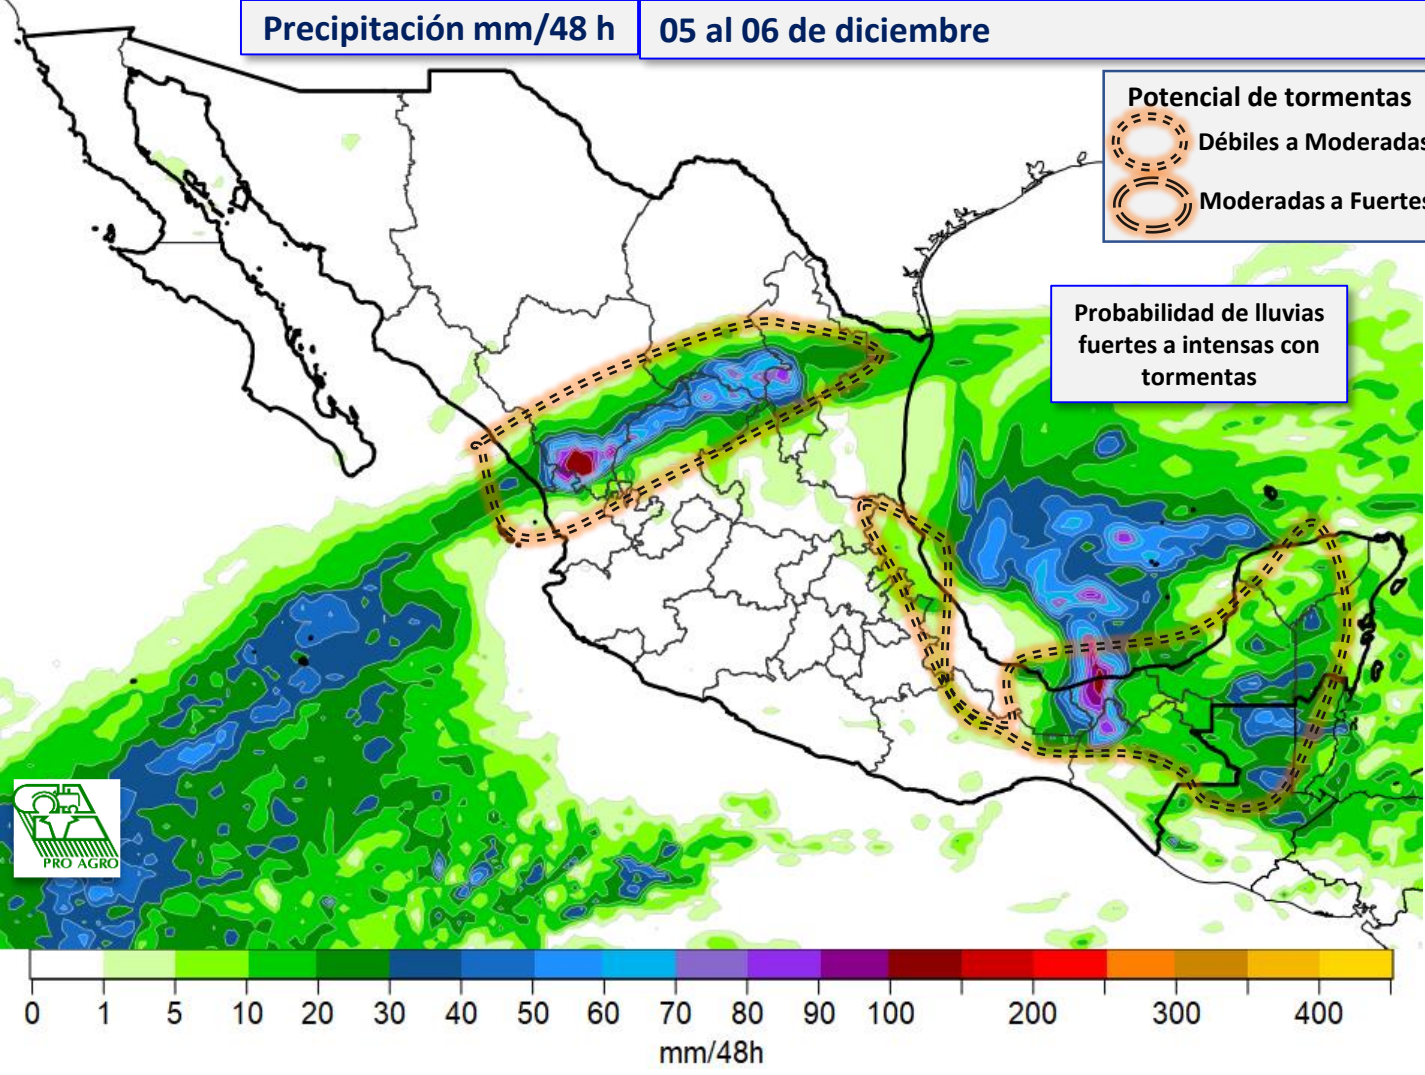 Precipitación mm/48 h
05 al 06 de diciembre
Potencial de tormentas
Débiles a Moderadas
Moderadas a Fuertes
Probabilidad de lluvias
fuertes a intensas con
tormentas
PRO AGRO
0 1 5 10 20 30 40 50 60 70 80 90 100 200 300 400
mm/48h